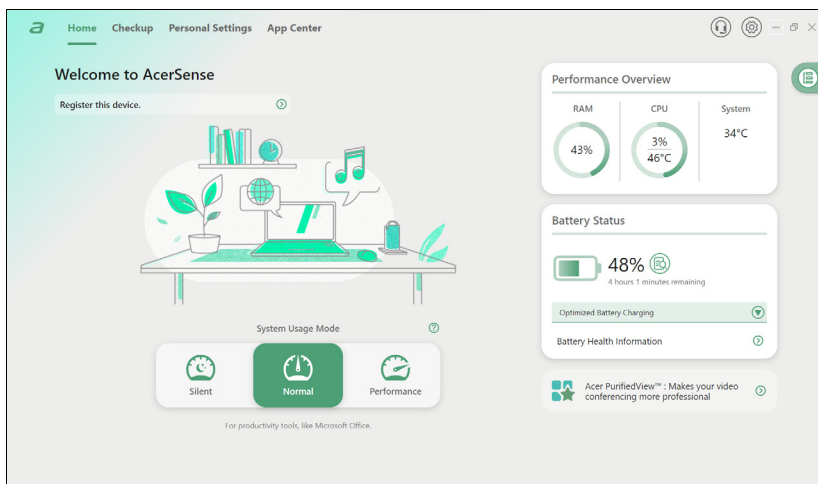 a Home Checkup Personal Settings App Center
Welcome to AcerSense
Register this device.
System Usage Mode
Silent Normal Performance
For productivity tools, like Microsoft Office.
Performance Overview
RAM CPU System
43% 3% 34°C
46°C
Battery Status
48%
4 hours 1 minutes remaining
Optimized Battery Charging
Battery Health Information
Acer PurifiedView™ : Makes your video
conferencing more professional